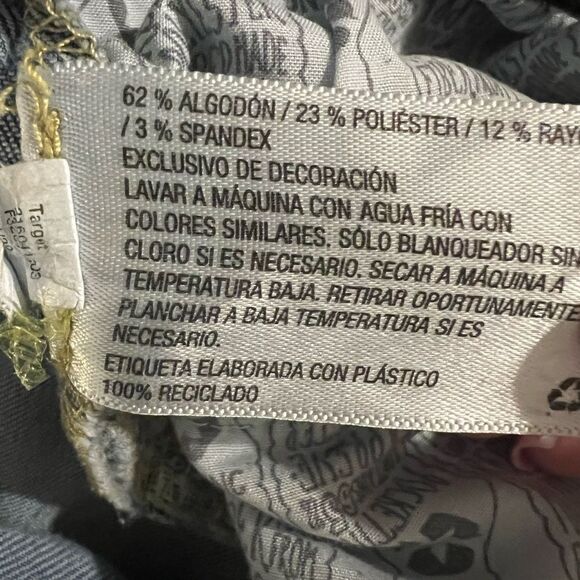 62 % ALGODÓN / 23 % POLIÉSTER / 12 % RAY
/ 3 % SPANDEX
EXCLUSIVO DE DECORACIÓN
LAVAR A MÁQUINA CON AGUA FRÍA CON
COLORES SIMILARES. SÓLO BLANQUEADOR SIN
CLORO SI ES NECESARIO. SECAR A MÁQUINA A
TEMPERATURA BAJA. RETIRAR OPORTUNAMENTE
PLANCHAR A BAJA TEMPERATURA SI ES
NECESARIO.
ETIQUETA ELABORADA CON PLÁSTICO
100% RECICLADO
Target